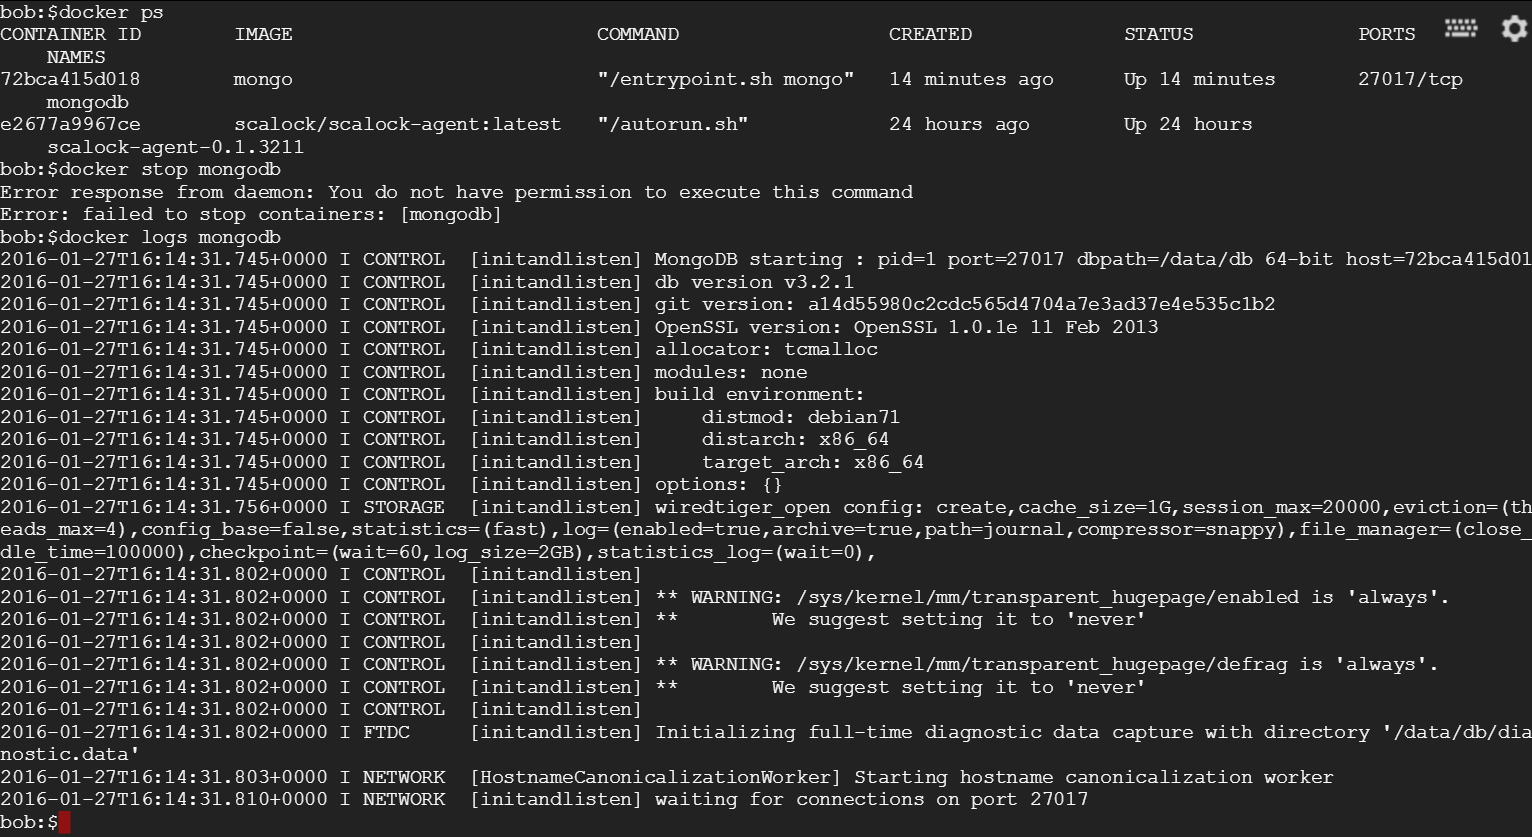 bob:$docker ps
CONTAINER ID        IMAGE                          COMMAND                  CREATED             STATUS              PORTS
    NAMES
72bca415d018        mongo                          "/entrypoint.sh mongo"   14 minutes ago      Up 14 minutes       27017/tcp
    mongodb
e2677a9967ce        scalock/scalock-agent:latest   "/autorun.sh"            24 hours ago        Up 24 hours
    scalock-agent-0.1.3211
bob:$docker stop mongodb
Error response from daemon: You do not have permission to execute this command
Error: failed to stop containers: [mongodb]
bob:$docker logs mongodb
2016-01-27T16:14:31.745+0000 I CONTROL  [initandlisten] MongoDB starting : pid=1 port=27017 dbpath=/data/db 64-bit host=72bca415d01
2016-01-27T16:14:31.745+0000 I CONTROL  [initandlisten] db version v3.2.1
2016-01-27T16:14:31.745+0000 I CONTROL  [initandlisten] git version: a14d55980c2cdc565d4704a7e3ad37e4e535c1b2
2016-01-27T16:14:31.745+0000 I CONTROL  [initandlisten] OpenSSL version: OpenSSL 1.0.1e 11 Feb 2013
2016-01-27T16:14:31.745+0000 I CONTROL  [initandlisten] allocator: tcmalloc
2016-01-27T16:14:31.745+0000 I CONTROL  [initandlisten] modules: none
2016-01-27T16:14:31.745+0000 I CONTROL  [initandlisten] build environment:
2016-01-27T16:14:31.745+0000 I CONTROL  [initandlisten]     distmod: debian71
2016-01-27T16:14:31.745+0000 I CONTROL  [initandlisten]     distarch: x86_64
2016-01-27T16:14:31.745+0000 I CONTROL  [initandlisten]     target_arch: x86_64
2016-01-27T16:14:31.745+0000 I CONTROL  [initandlisten] options: {}
2016-01-27T16:14:31.756+0000 I STORAGE  [initandlisten] wiredtiger_open config: create,cache_size=1G,session_max=20000,eviction=(th
eads_max=4),config_base=false,statistics=(fast),log=(enabled=true,archive=true,path=journal,compressor=snappy),file_manager=(close_
dle_time=100000),checkpoint=(wait=60,log_size=2GB),statistics_log=(wait=0),
2016-01-27T16:14:31.802+0000 I CONTROL  [initandlisten]
2016-01-27T16:14:31.802+0000 I CONTROL  [initandlisten] ** WARNING: /sys/kernel/mm/transparent_hugepage/enabled is 'always'.
2016-01-27T16:14:31.802+0000 I CONTROL  [initandlisten] **        We suggest setting it to 'never'
2016-01-27T16:14:31.802+0000 I CONTROL  [initandlisten]
2016-01-27T16:14:31.802+0000 I CONTROL  [initandlisten] ** WARNING: /sys/kernel/mm/transparent_hugepage/defrag is 'always'.
2016-01-27T16:14:31.802+0000 I CONTROL  [initandlisten] **        We suggest setting it to 'never'
2016-01-27T16:14:31.802+0000 I CONTROL  [initandlisten]
2016-01-27T16:14:31.802+0000 I FTDC     [initandlisten] Initializing full-time diagnostic data capture with directory '/data/db/dia
nostic.data'
2016-01-27T16:14:31.803+0000 I NETWORK  [HostnameCanonicalizationWorker] Starting hostname canonicalization worker
2016-01-27T16:14:31.810+0000 I NETWORK  [initandlisten] waiting for connections on port 27017
bob:$